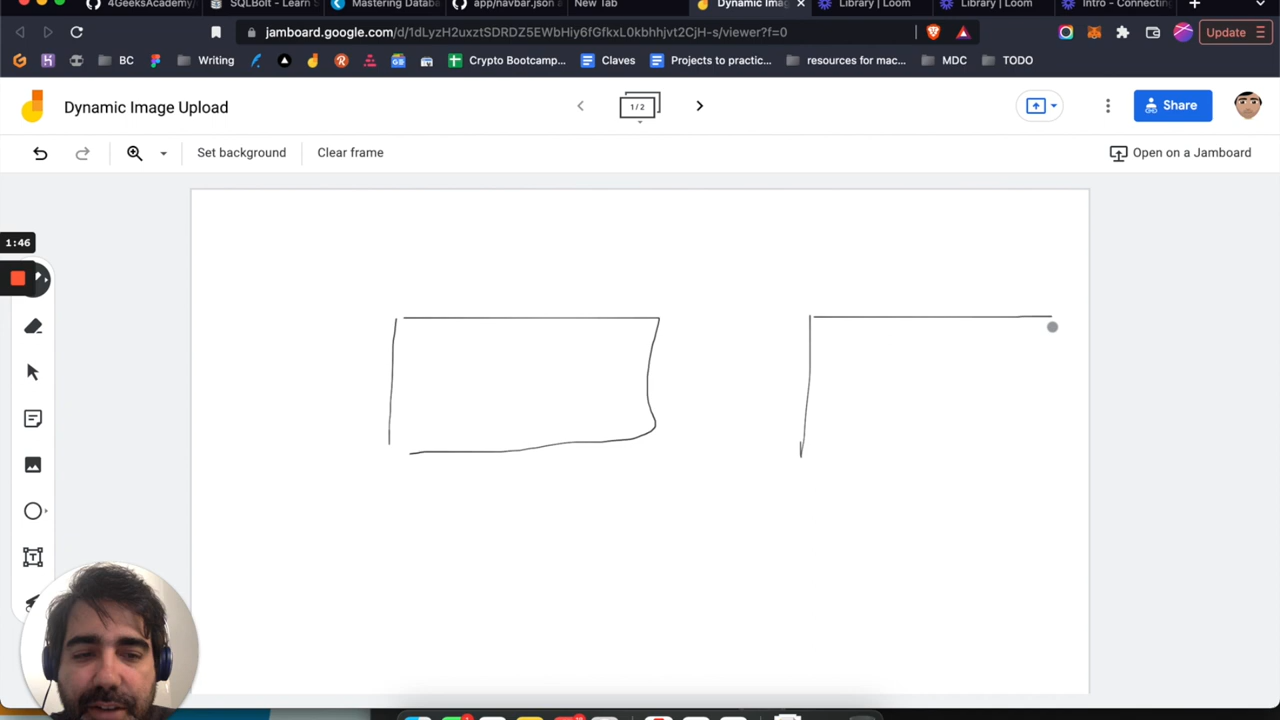 4GeeksAcademy/
SQLBolt - Learn S
Mastering Databa
app/navbar.json a
New Tab
Dynamic Imag
Library | Loom
Library | Loom
Intro - Connecting
jamboard.google.com/d/1dLyzH2uxztSDRDZ5EWbHiy6fGfkxL0kbhhjvt2CjH-s/viewer?f=0
Update
BC
Writing
Crypto Bootcamp...
Claves
Projects to practic...
resources for mac...
MDC
TODO
Dynamic Image Upload
1/2
Share
Set background
Clear frame
Open on a Jamboard
1:46